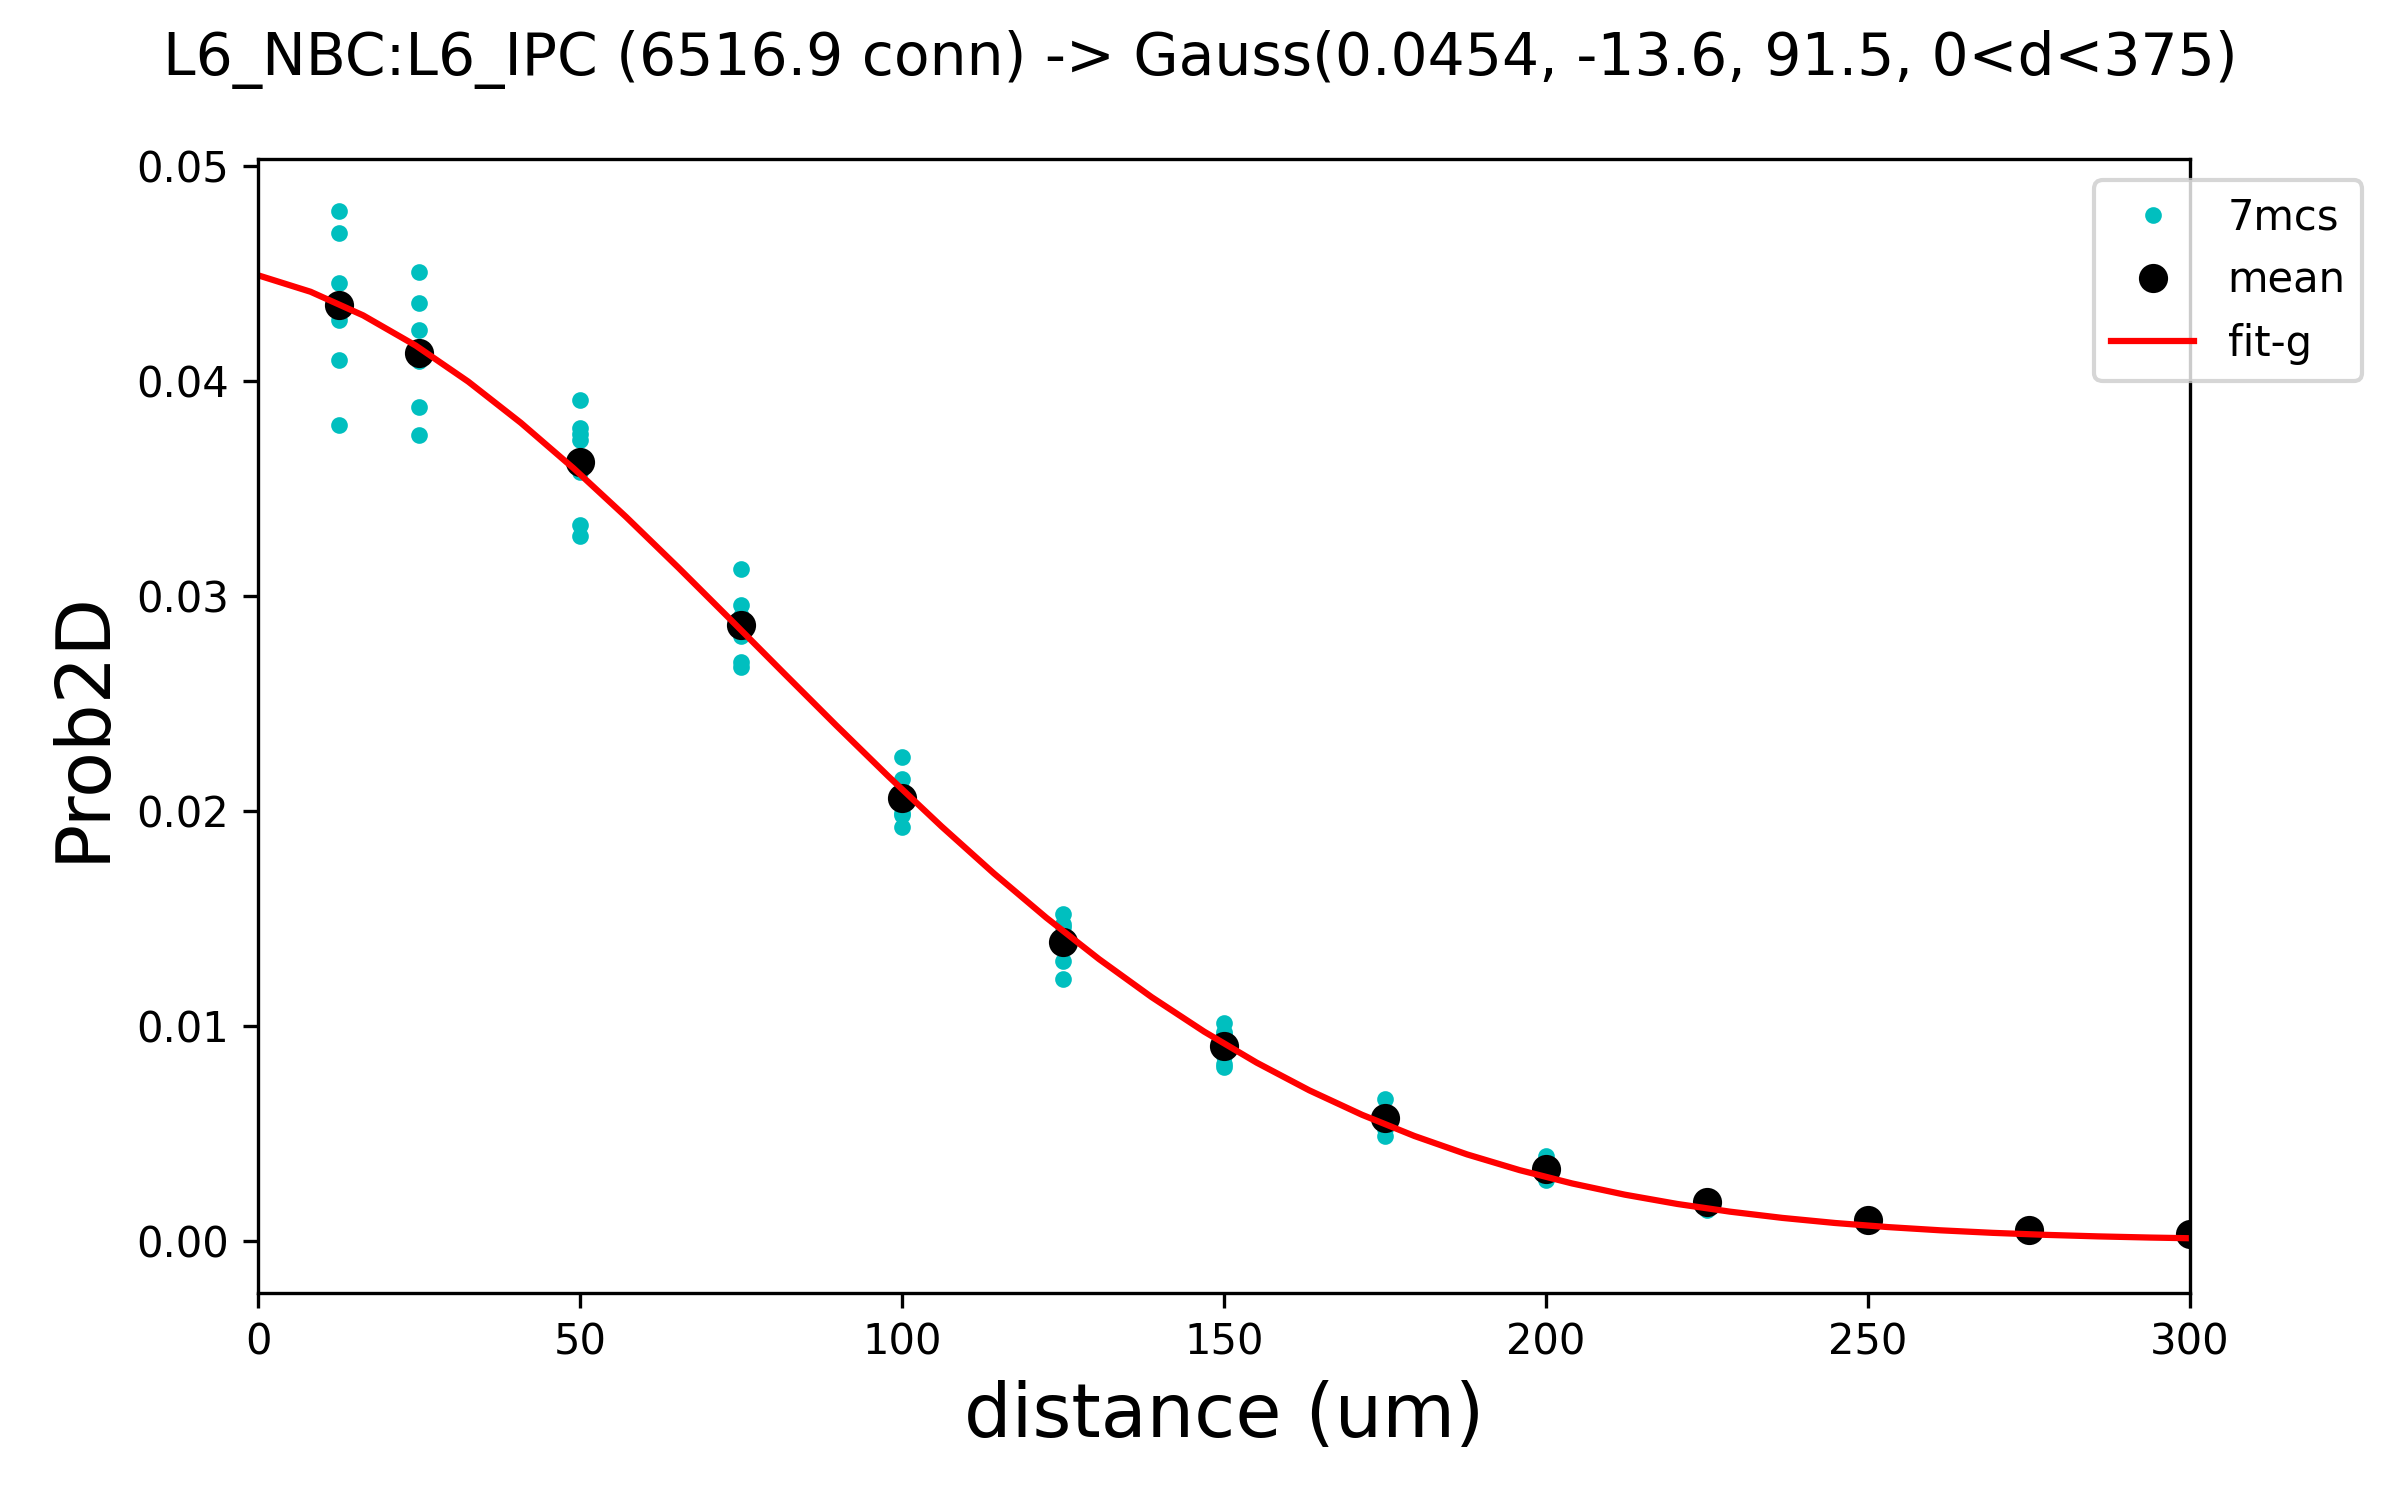 L6_NBC:L6_IPC (6516.9 conn) -> Gauss(0.0454, -13.6, 91.5, 0<d<375)
0.05
0.04
0.03
0.02
0.01
0.00
Prob2D
7mcs
mean
fit-g
0 50 100 150 200 250 300
distance (um)